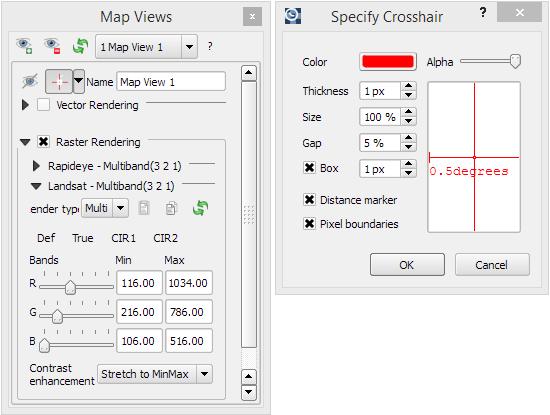 Map Views
x
1 Map View 1
?
Name Map View 1
Vector Rendering
Raster Rendering
Rapideye - Multiband(3 2 1)
Landsat - Multiband(3 2 1)
ender type Multi
Def True CIR1 CIR2
Bands Min Max
R 116.00 1034.00
G 216.00 786.00
B 106.00 516.00
Contrast
enhancement Stretch to MinMax
Specify Crosshair
?
Color Alpha
Thickness 1 px
Size 100 %
Gap 5 %
Box 1 px
Distance marker
Pixel boundaries
0.5degrees
OK Cancel